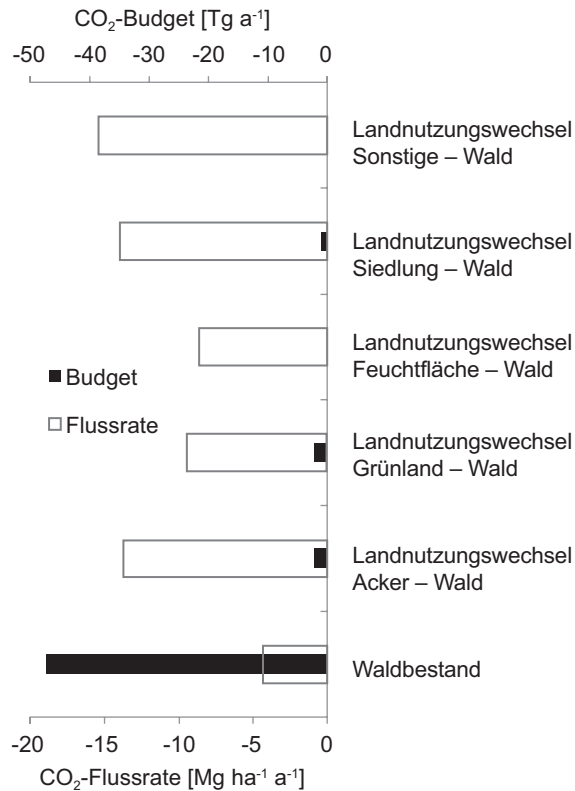 CO₂-Budget [Tg a⁻¹]
-50 -40 -30 -20 -10 0
Landnutzungswechsel
Sonstige – Wald
Landnutzungswechsel
Siedlung – Wald
Landnutzungswechsel
Feuchtfläche – Wald
Budget
Flussrate
Landnutzungswechsel
Grünland – Wald
Landnutzungswechsel
Acker – Wald
Waldbestand
-20 -15 -10 -5 0
CO₂-Flussrate [Mg ha⁻¹ a⁻¹]